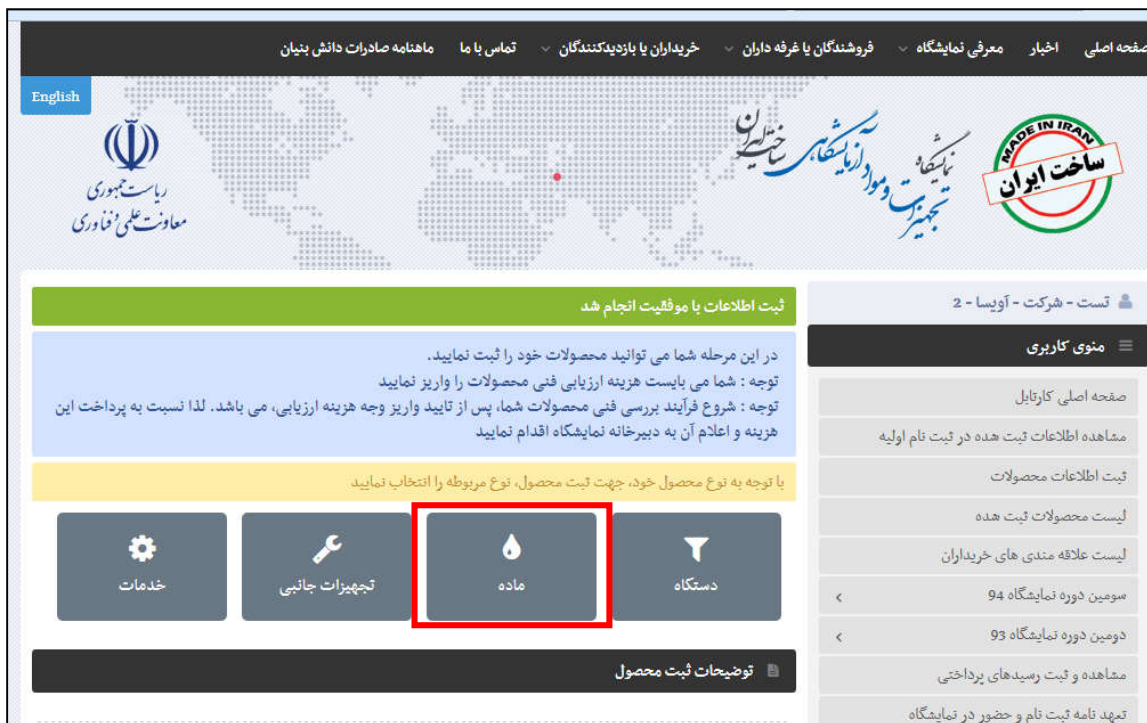 صفحه اصلی اخبار معرفی نمایشگاه فروشندگان یا غرفه داران خریداران یا بازدیدکنندگان تماس با ما ماهنامه صادرات دانش بنیان
English
MADE IN IRAN
ساخت ایران
نمایشگاه
تجهیزات و مواد آزمایشگاهی ساخت ایران
ریاست جمهوری
معاونت علمی و فناوری
تست - شرکت - آویسا - 2
منوی کاربری
صفحه اصلی کارتابل
مشاهده اطلاعات ثبت شده در ثبت نام اولیه
ثبت اطلاعات محصولات
لیست محصولات ثبت شده
لیست علاقه مندی های خریداران
سومین دوره نمایشگاه 94
دومین دوره نمایشگاه 93
مشاهده و ثبت رسیدهای پرداختی
تعهد نامه ثبت نام و حضور در نمایشگاه
ثبت اطلاعات با موفقیت انجام شد
در این مرحله شما می توانید محصولات خود را ثبت نمایید.
توجه : شما می بایست هزینه ارزیابی فنی محصولات را واریز نمایید
توجه : شروع فرآیند بررسی فنی محصولات شما، پس از تایید واریز وجه هزینه ارزیابی، می باشد. لذا نسبت به پرداخت این
هزینه و اعلام آن به دبیرخانه نمایشگاه اقدام نمایید
با توجه به نوع محصول خود، جهت ثبت محصول، نوع مربوطه را انتخاب نمایید
دستگاه
ماده
تجهیزات جانبی
خدمات
توضیحات ثبت محصول